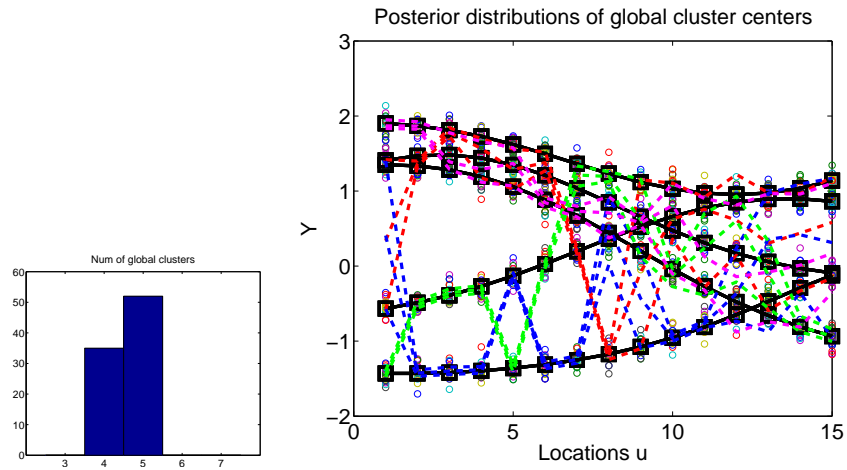 Num of global clusters
60
50
40
30
20
10
0
3 4 5 6 7
Posterior distributions of global cluster centers
3
2
1
0
−1
−2
Y
0 5 10 15
Locations u